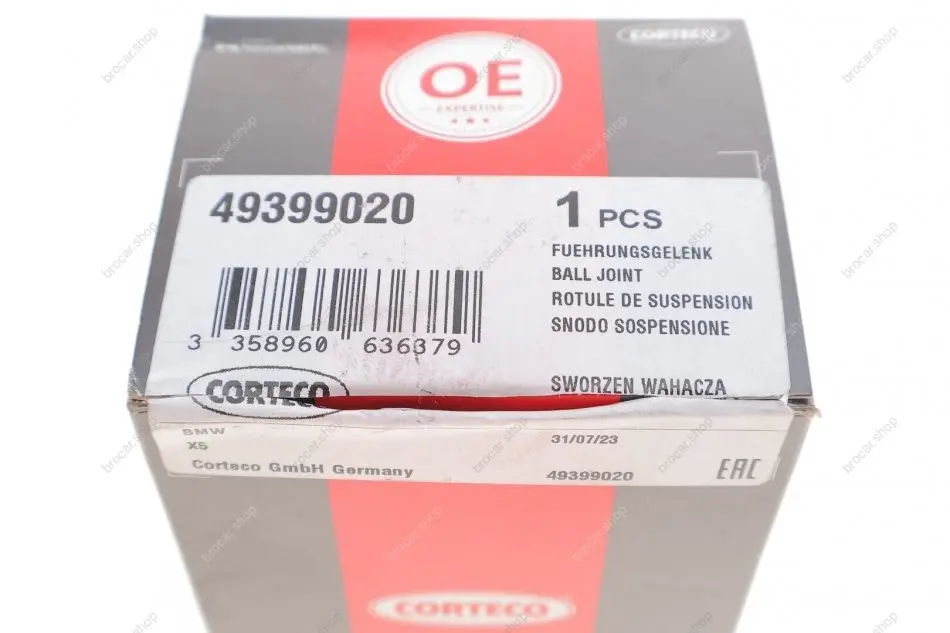 CORTECO
OE
EXPERTISE
49399020
1 PCS
FUEHRUNGSGELENK
BALL JOINT
ROTULE DE SUSPENSION
SNODO SOSPENSIONE
3 358960 636379
SWORZEN WAHACZA
CORTECO
BMW
X5
31/07/23
Corteco GmbH Germany
49399020
EAC
CORTECO
brocar.shop